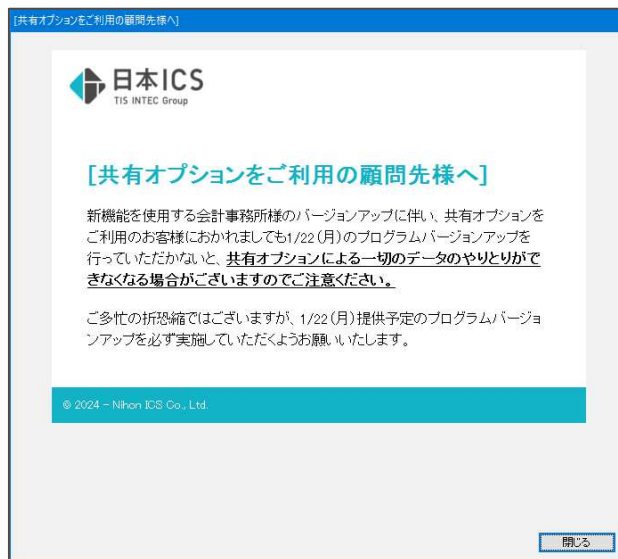 [共有オプションをご利用の顧問先様へ]
日本ICS
TIS INTEC Group
[共有オプションをご利用の顧問先様へ]
新機能を使用する会計事務所様のバージョンアップに伴い、共有オプションを
ご利用のお客様におかれましても1/22(月)のプログラムバージョンアップを
行っていただかないと、共有オプションによる一切のデータのやりとりがで
きなくなる場合がございますのでご注意ください。
ご多忙の折恐縮ではございますが、1/22(月)提供予定のプログラムバージョ
ンアップを必ず実施していただくようお願いいたします。
© 2024 - Nihon ICS Co., Ltd.
閉じる